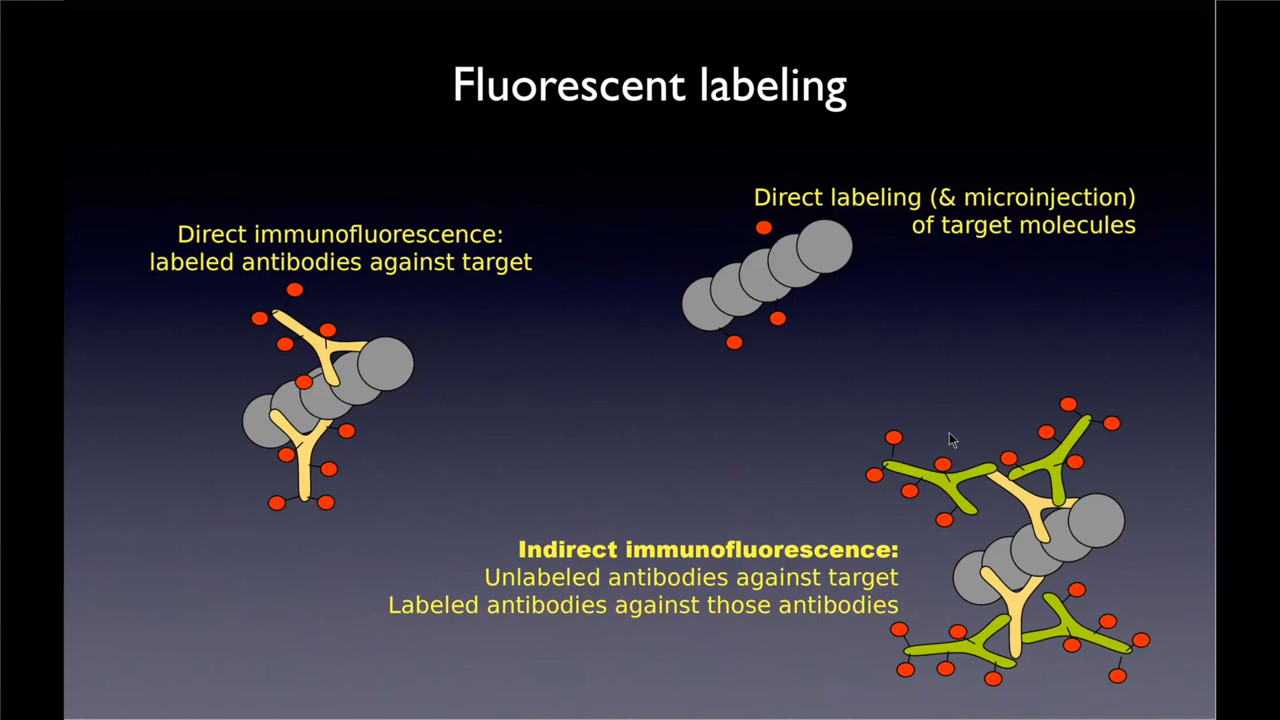 Fluorescent labeling
Direct immunofluorescence:
labeled antibodies against target
Direct labeling (& microinjection)
of target molecules
Indirect immunofluorescence:
Unlabeled antibodies against target
Labeled antibodies against those antibodies